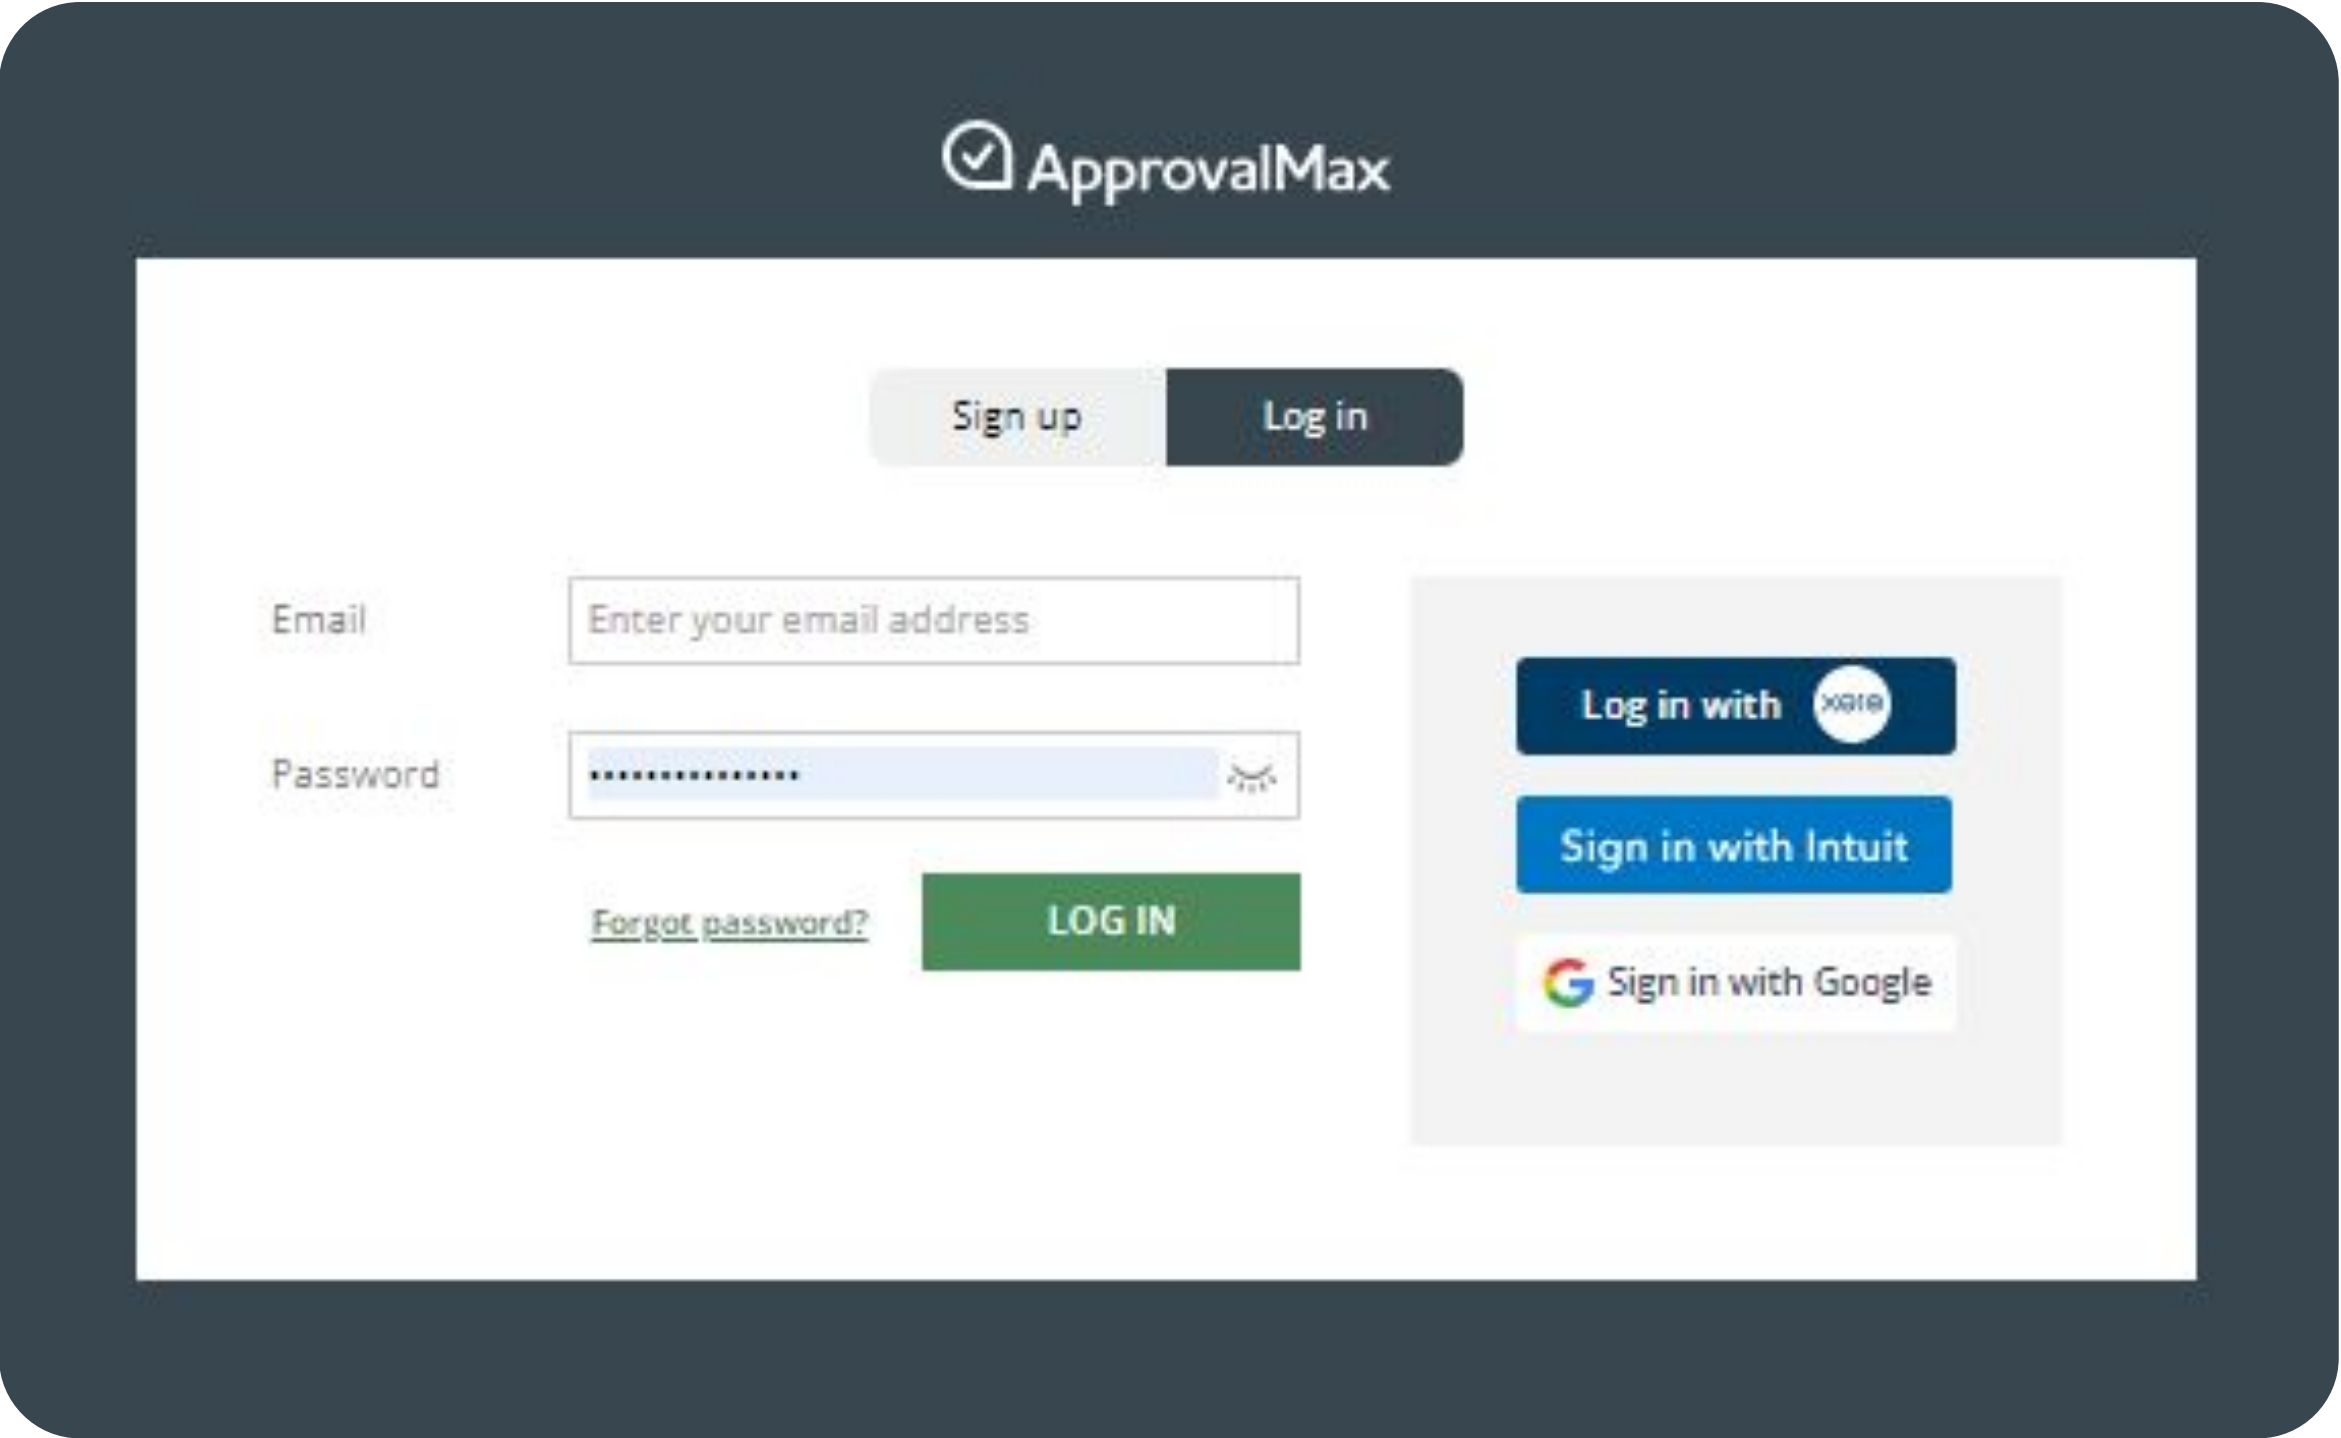 ApprovalMax
Sign up
Log in
Email
Enter your email address
Password
Forgot password?
LOG IN
Log in with
Sign in with Intuit
Sign in with Google